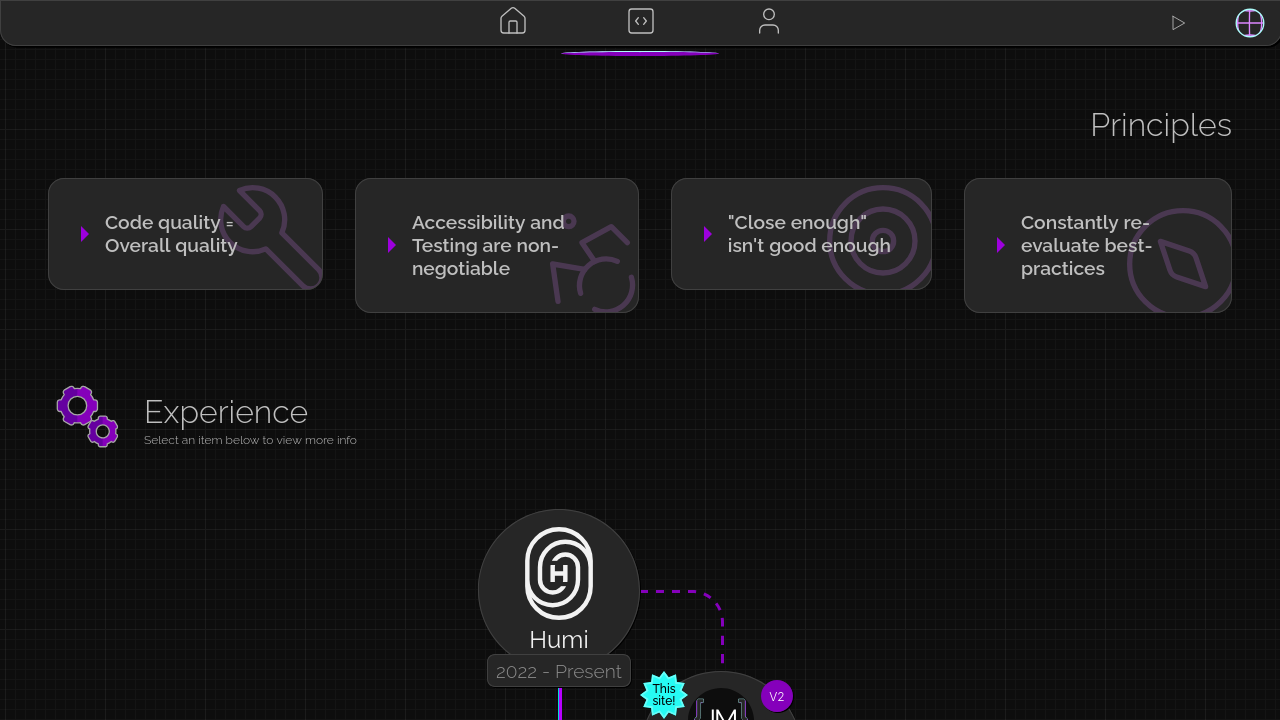 Principles
Code quality =
Overall quality
Accessibility and
Testing are non-
negotiable
"Close enough"
isn't good enough
Constantly re-
evaluate best-
practices
Experience
Select an item below to view more info
H
Humi
2022 - Present
This
site!
V2
JM